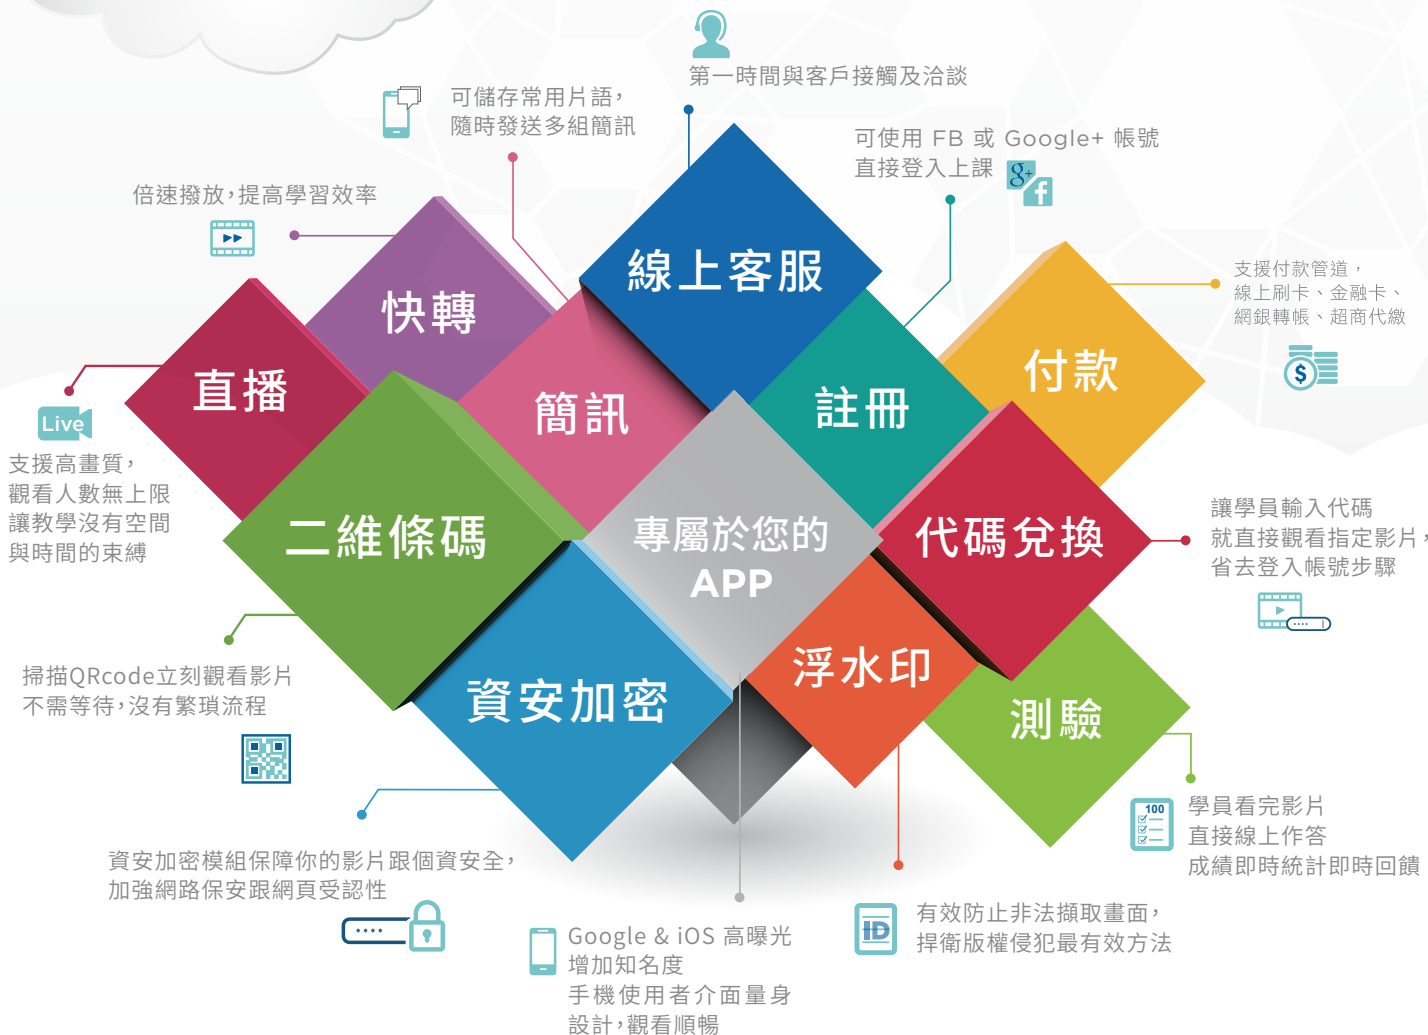 第一時間與客戶接觸及洽談
可儲存常用片語，
隨時發送多組簡訊
可使用 FB 或 Google+ 帳號
直接登入上課
g+
f
倍速撥放，提高學習效率
線上客服
快轉
支援付款管道，
線上刷卡、金融卡、
網銀轉帳、超商代繳
$
付款
直播
簡訊
註冊
Live
支援高畫質，
觀看人數無上限
讓教學沒有空間
與時間的束縛
二維條碼
專屬於您的
APP
代碼兌換
讓學員輸入代碼
就直接觀看指定影片，
省去登入帳號步驟
掃描QRcode立刻觀看影片
不需等待，沒有繁瑣流程
資安加密
浮水印
測驗
100
學員看完影片
直接線上作答
成績即時統計即時回饋
資安加密模組保障你的影片跟個資安全，
加強網路保安跟網頁受認性
ID
有效防止非法擷取畫面，
捍衛版權侵犯最有效方法
Google & iOS 高曝光
增加知名度
手機使用者介面量身
設計，觀看順暢